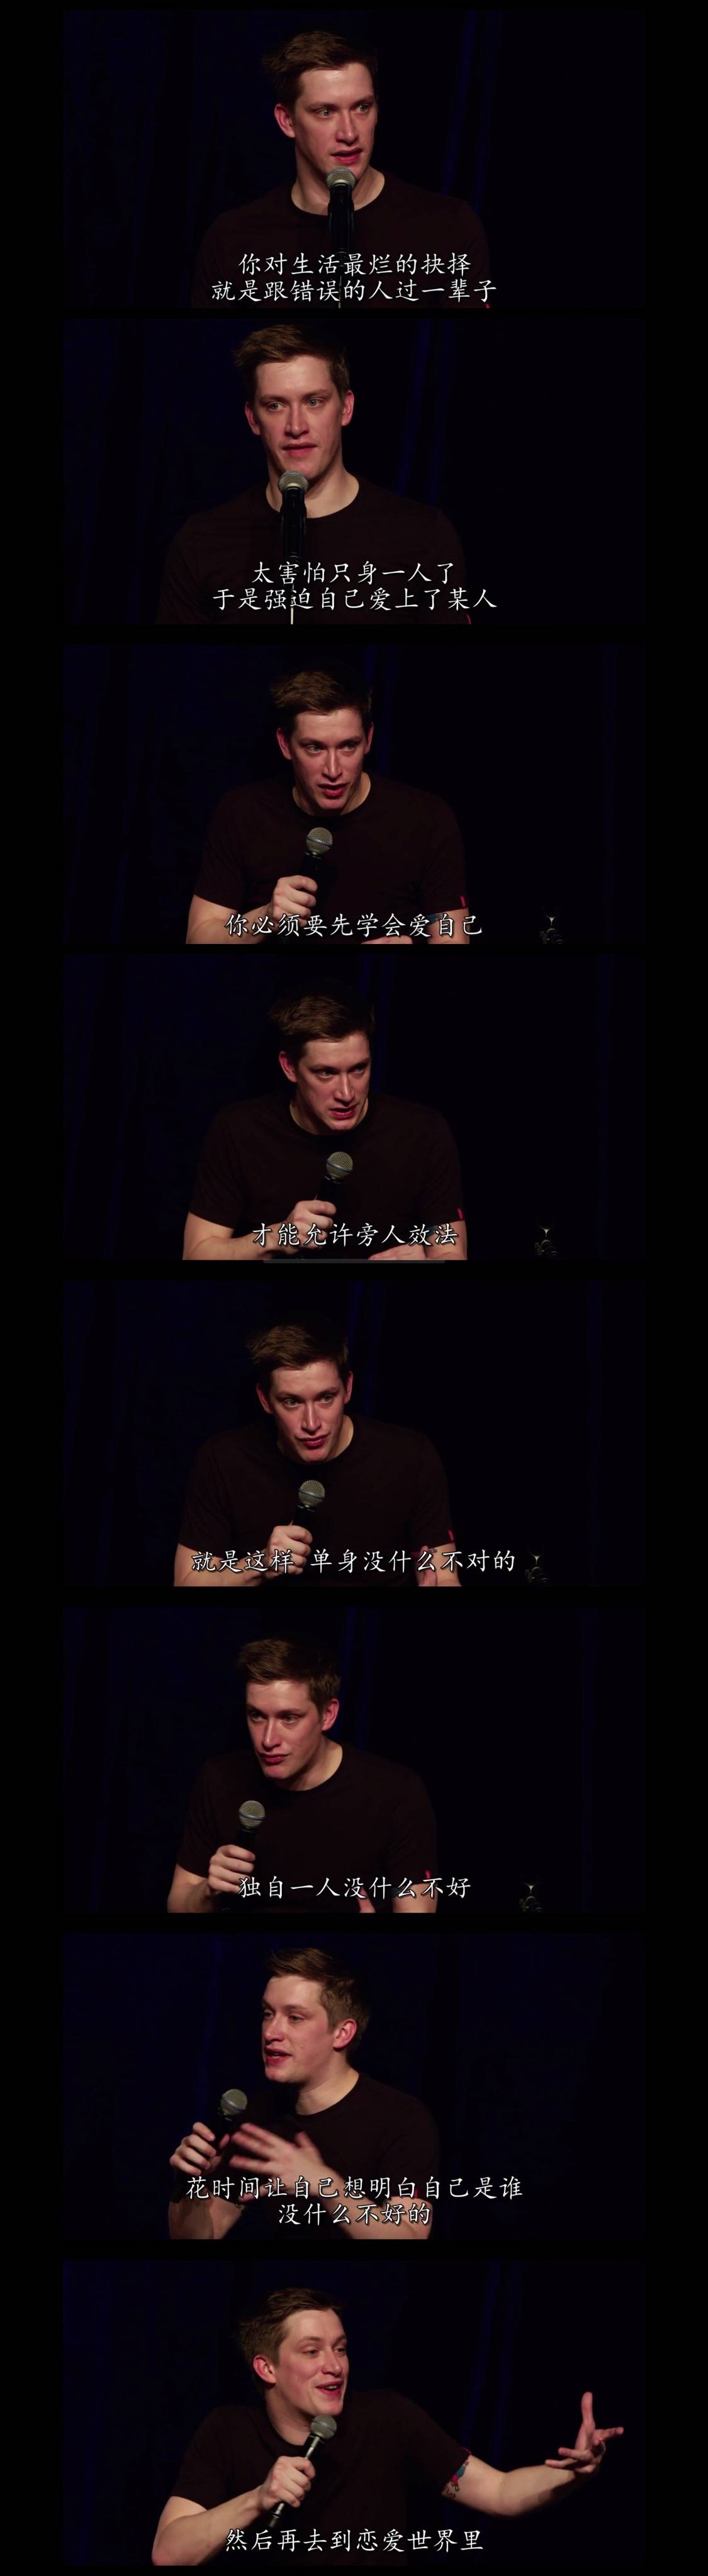 你对生活最烂的抉择
就是跟错误的人过一辈子
太害怕只身一人了
于是强迫自己爱上了某人
你必须要先学会爱自己
才能允许旁人效法
就是这样 单身没什么不对的
独自一人没什么不好
花时间让自己想明白自己是谁
没什么不好的
然后再去到恋爱世界里